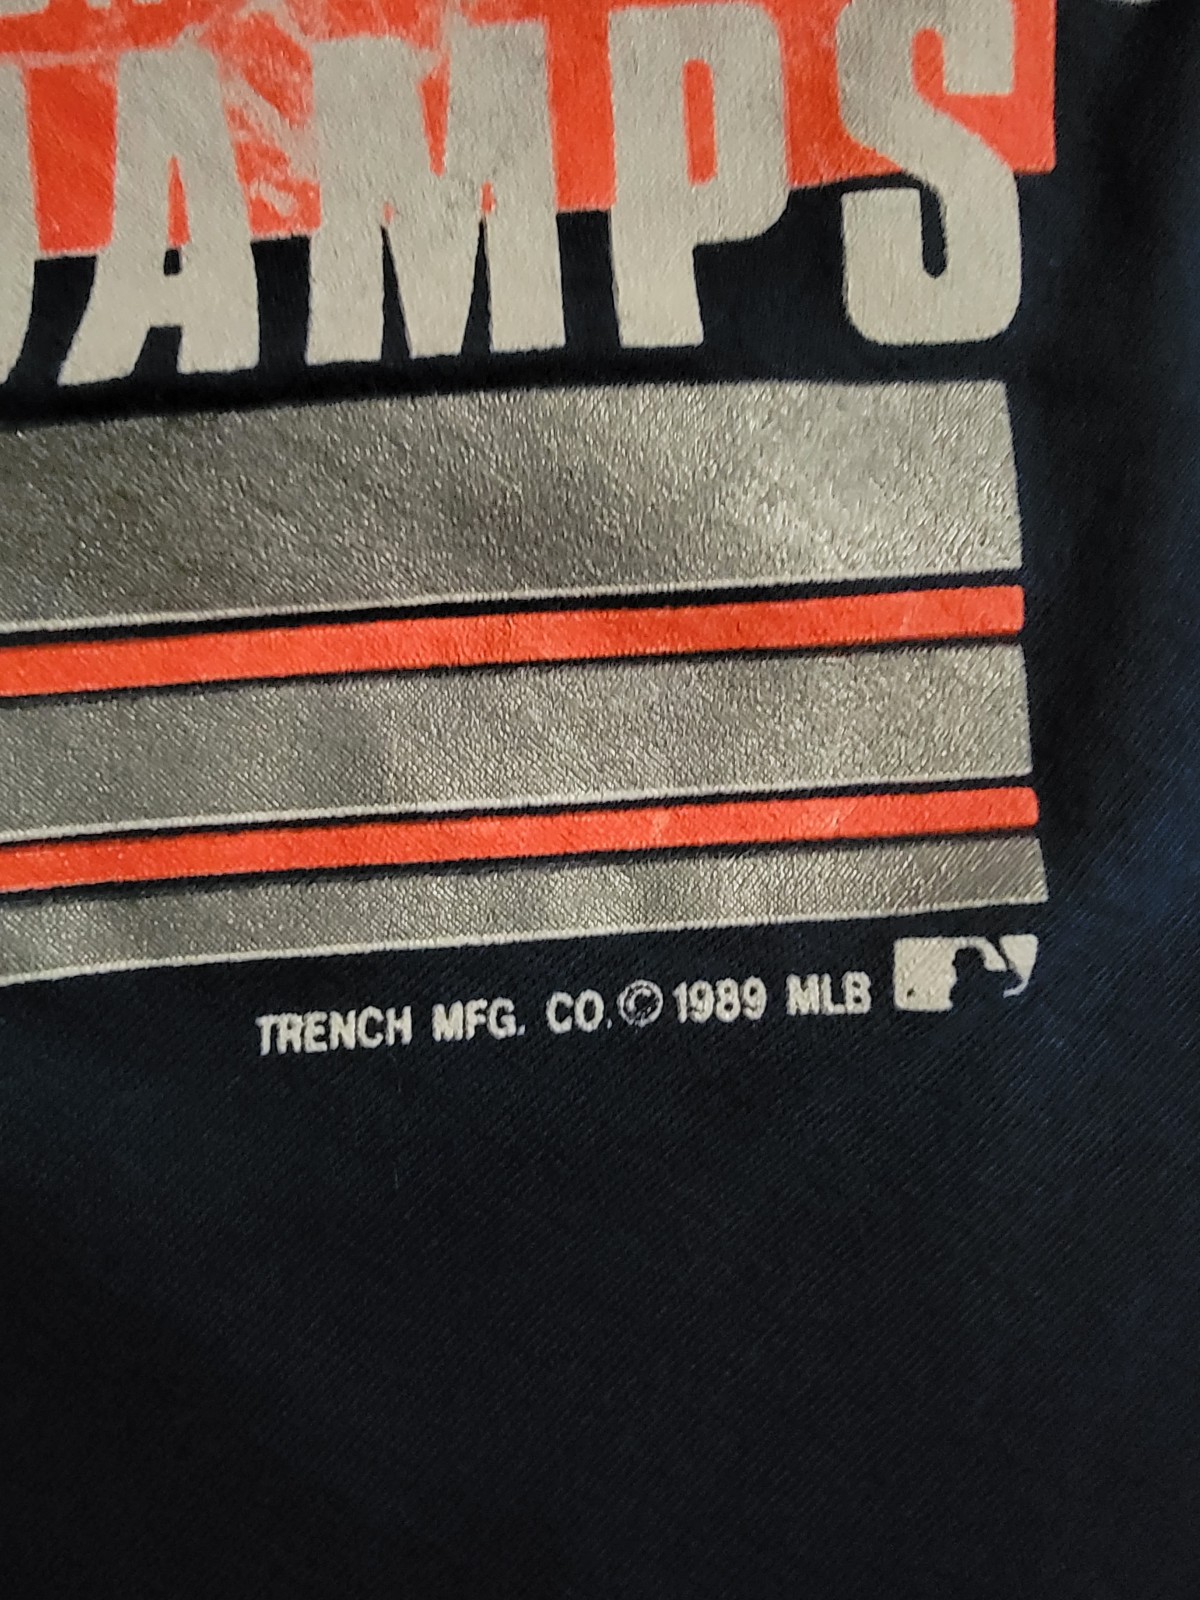 AMPS
TRENCH MFG. CO. © 1989 MLB